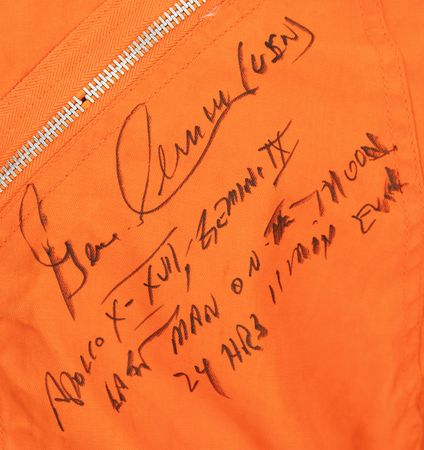 Gene Cernan (USN)
APOLLO X-XVII, GEMINI IX
LAST MAN ON THE MOON
24 HRS 11 MIN EVA